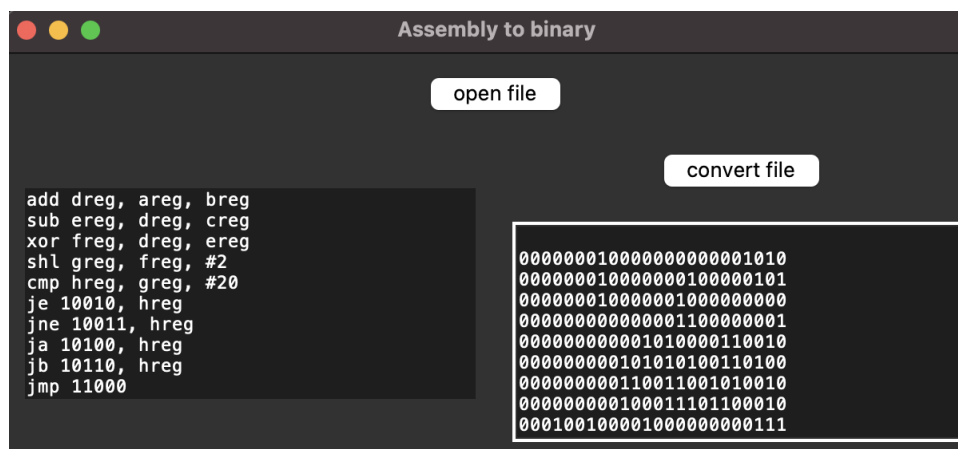 Assembly to binary
open file
convert file
add dreg, areg, breg
sub ereg, dreg, creg
xor freg, dreg, ereg
shl greg, freg, #2
cmp hreg, greg, #20
je 10010, hreg
jne 10011, hreg
ja 10100, hreg
jb 10110, hreg
jmp 11000
000000010000000000001010
000000010000000100000101
000000010000001000000000
000000000000001100000001
000000000001010000110010
000000000101010100110100
000000000110011001010010
000000000100011101100010
000100100001000000000111